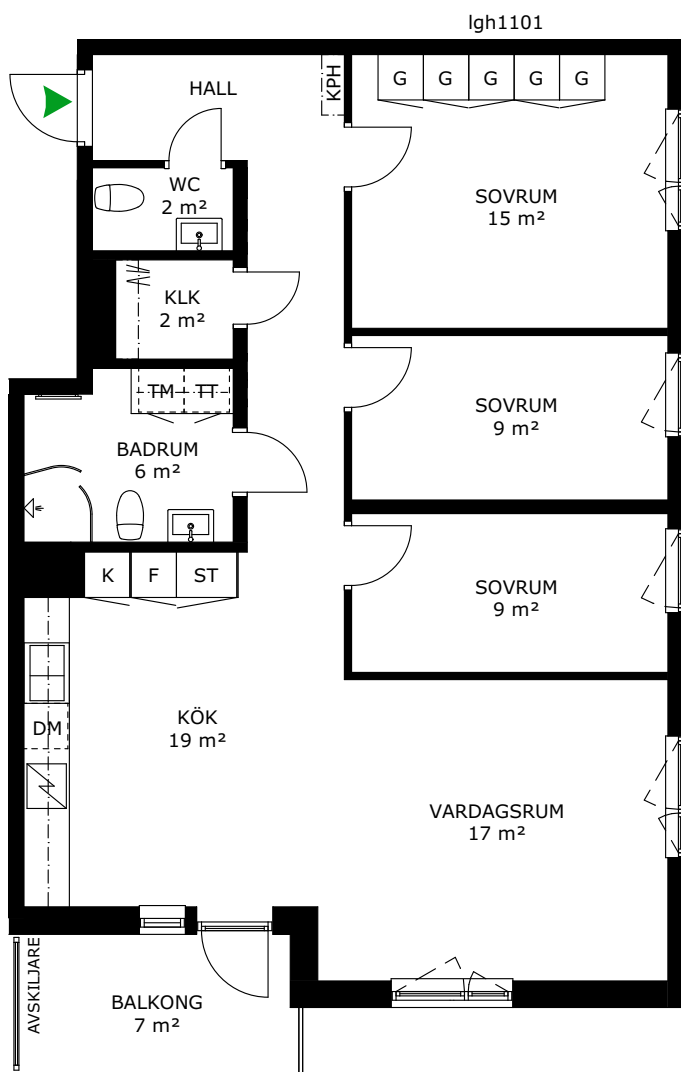 lgh1101
HALL
KPH
G G G G G
WC
2 m²
SOVRUM
15 m²
KLK
2 m²
TM TT
SOVRUM
9 m²
BADRUM
6 m²
K F ST
SOVRUM
9 m²
KÖK
19 m²
DM
VARDAGSRUM
17 m²
AVSKILJARE
BALKONG
7 m²